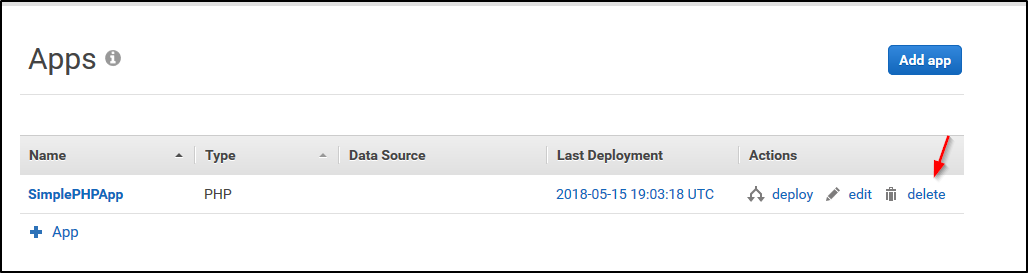 Apps
Add app
Name Type Data Source Last Deployment Actions
SimplePHPApp PHP 2018-05-15 19:03:18 UTC deploy edit delete
App